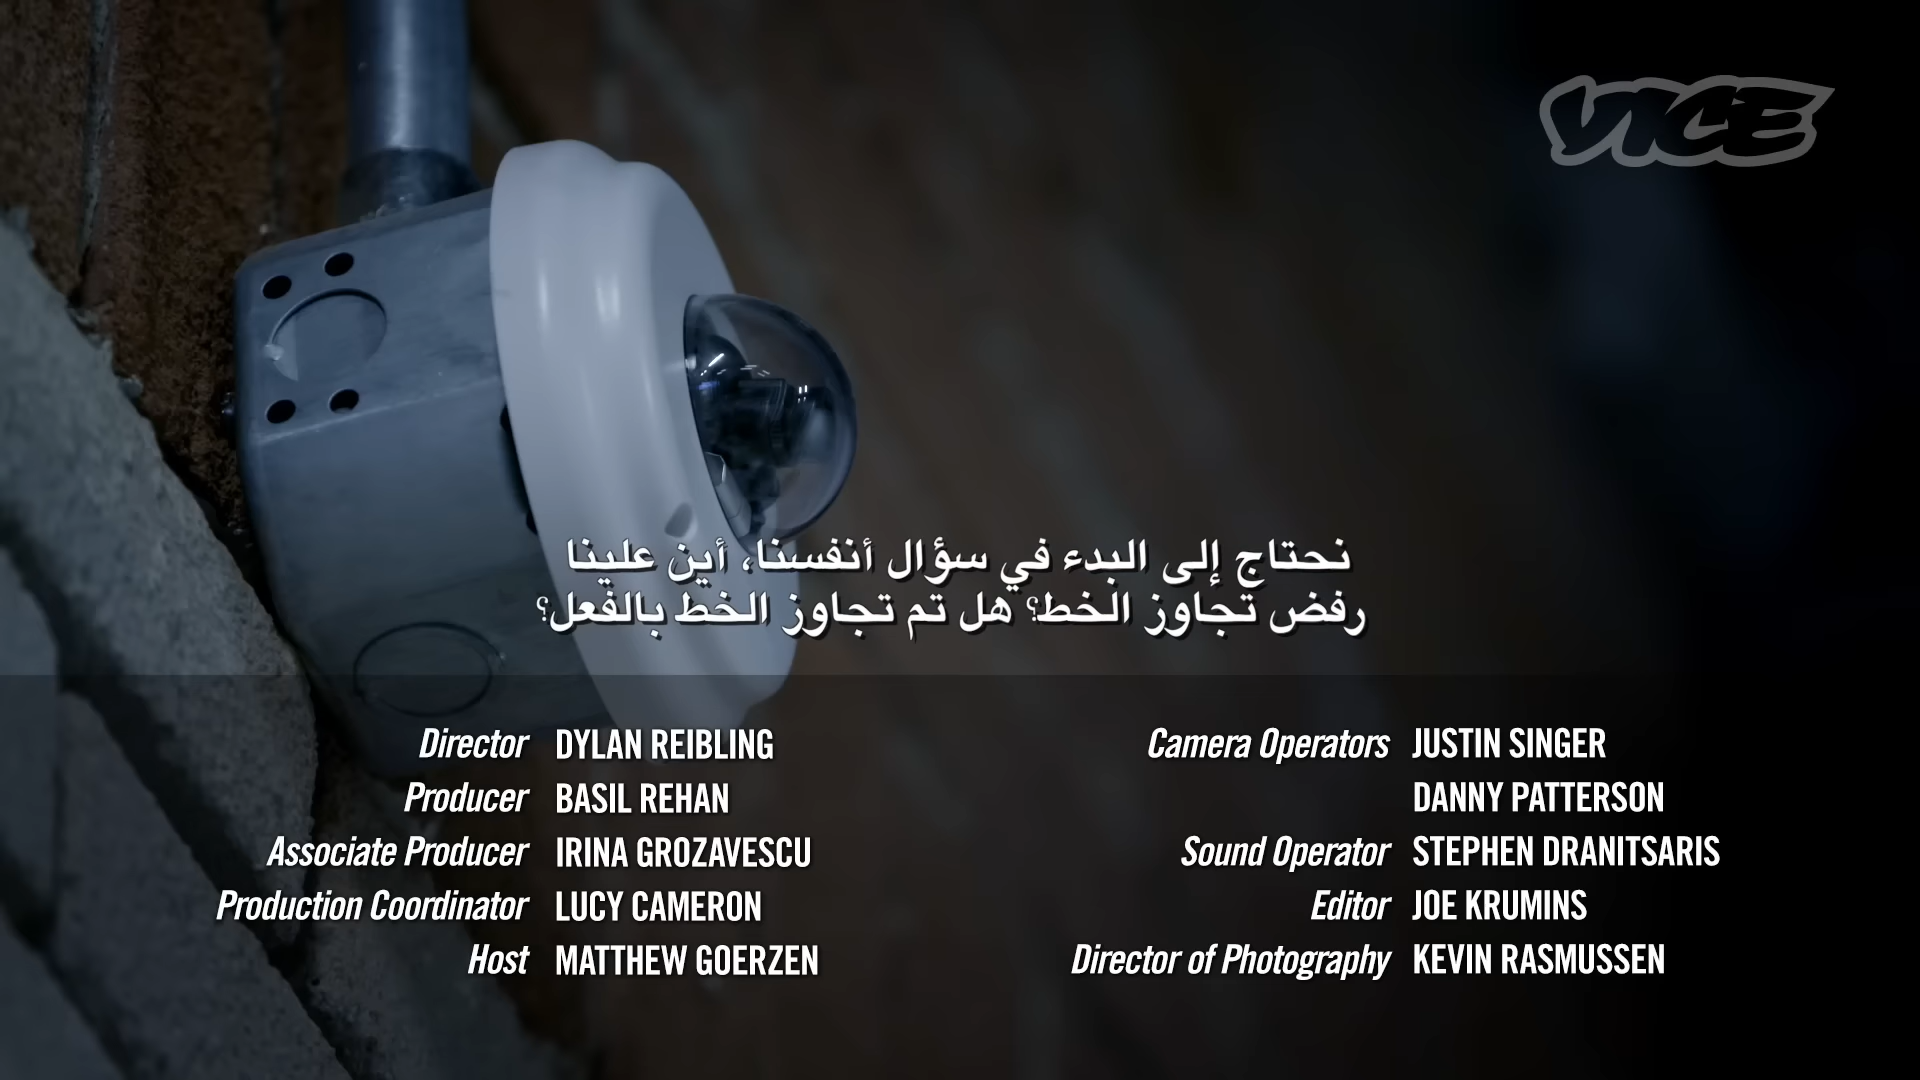 VICE
نحتاج إلى البدء في سؤال أنفسنا، أين علينا
رفض تجاوز الخط؟ هل تم تجاوز الخط بالفعل؟
Director DYLAN REIBLING
Producer BASIL REHAN
Associate Producer IRINA GROZAVESCU
Production Coordinator LUCY CAMERON
Host MATTHEW GOERZEN
Camera Operators JUSTIN SINGER
DANNY PATTERSON
Sound Operator STEPHEN DRANITSARIS
Editor JOE KRUMINS
Director of Photography KEVIN RASMUSSEN